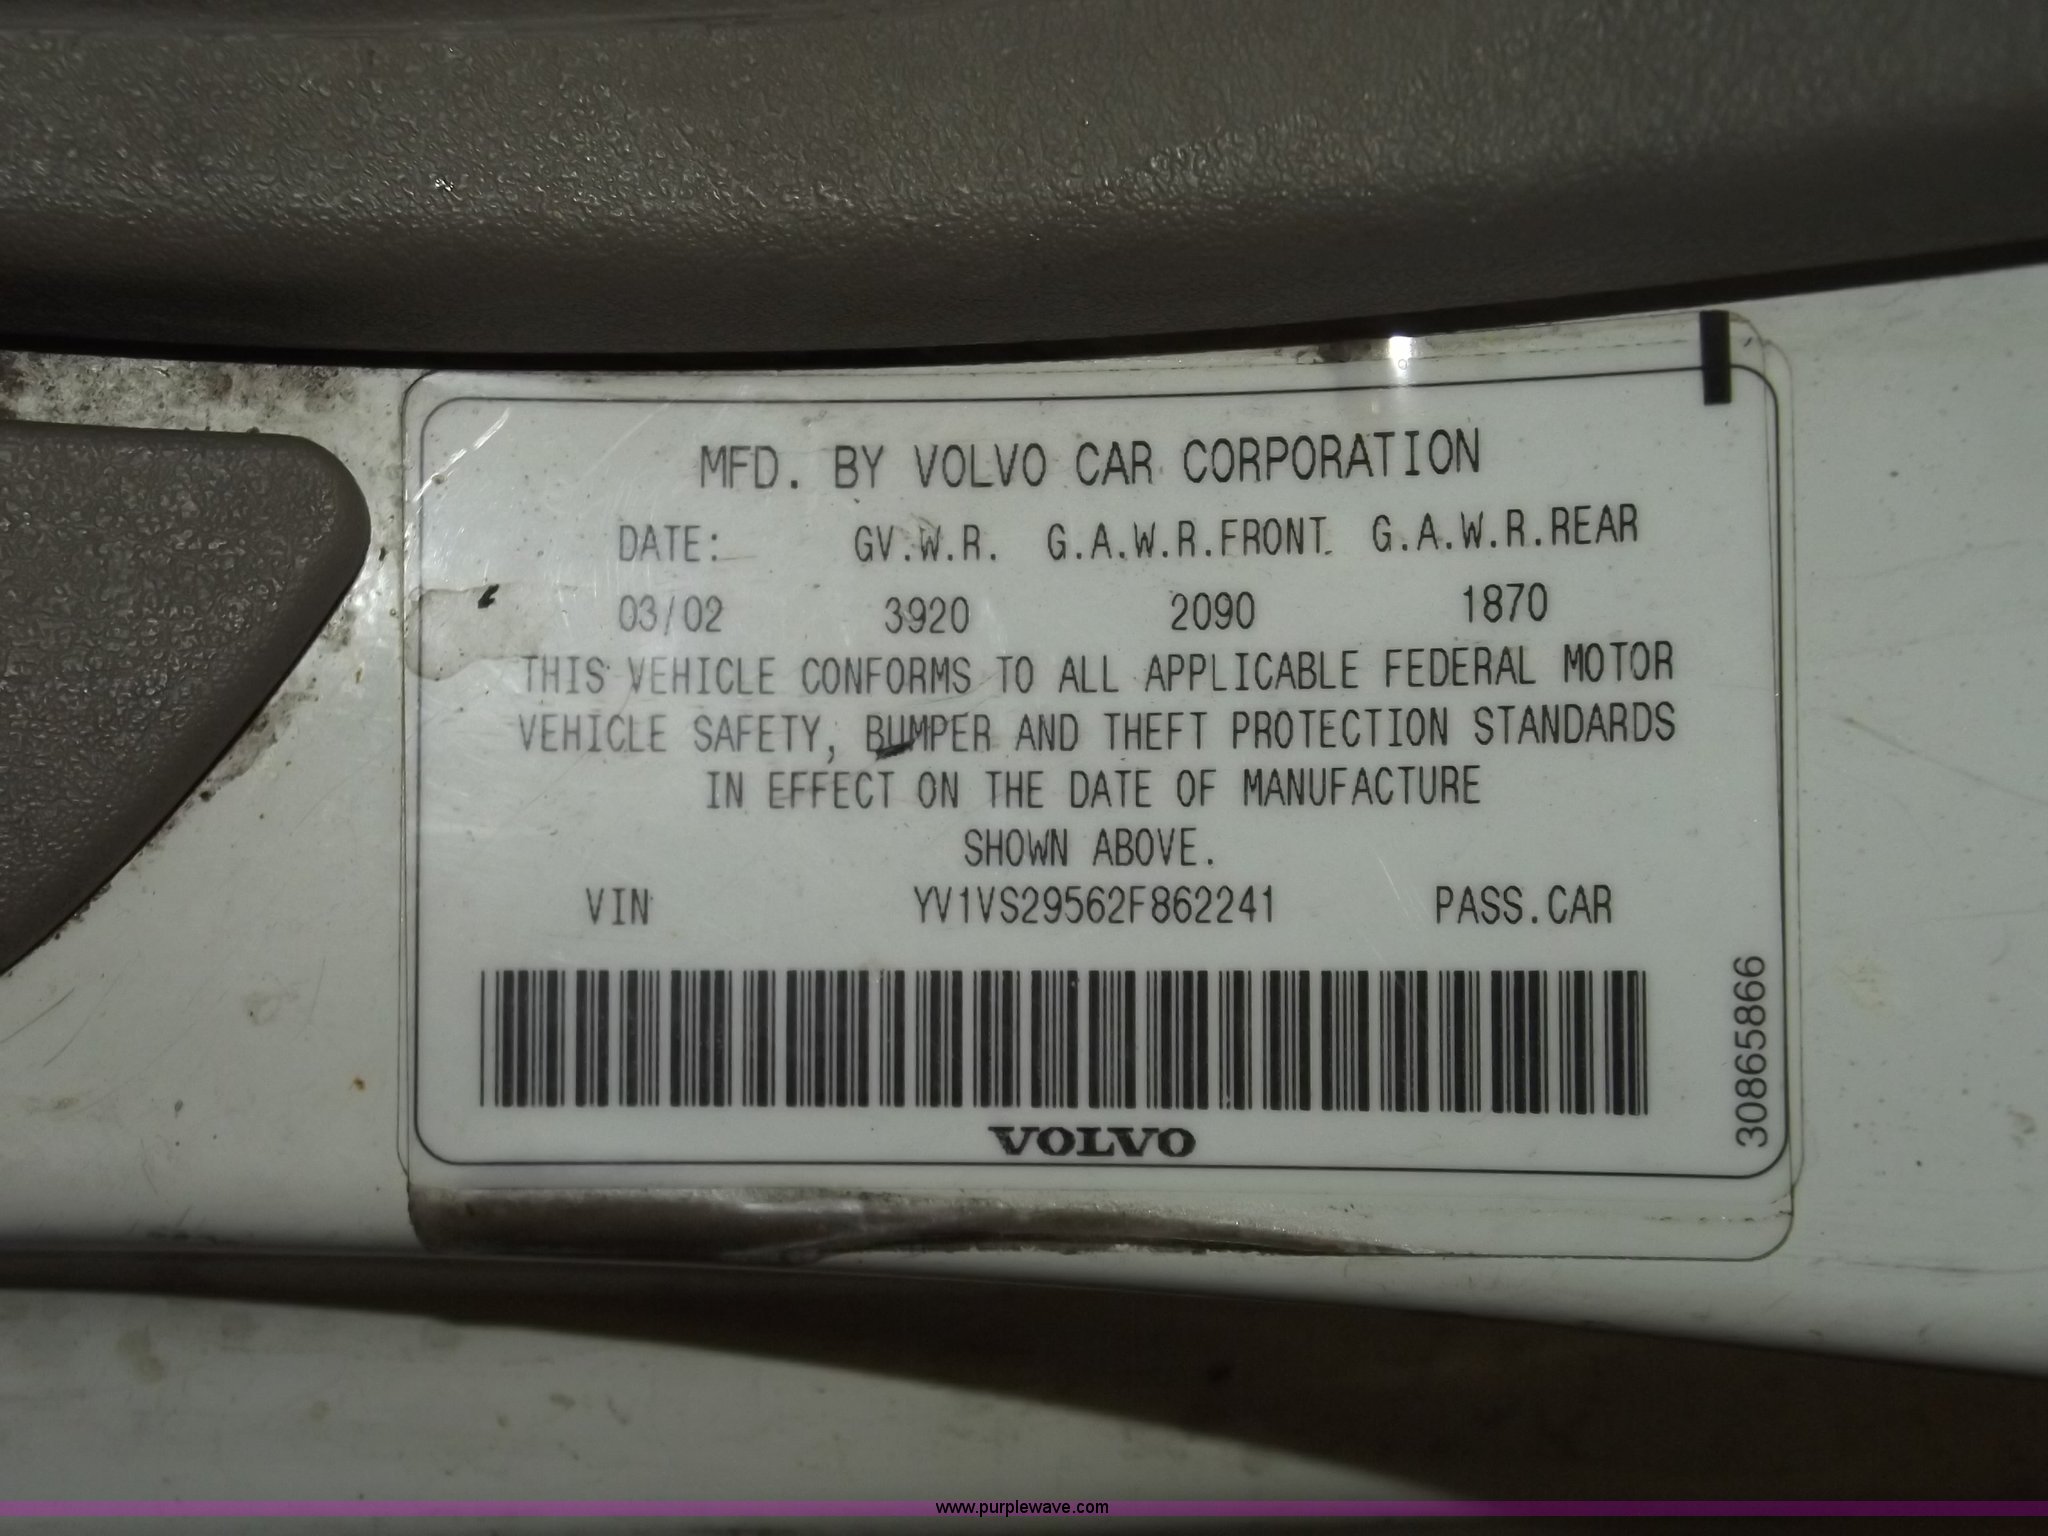 MFD. BY VOLVO CAR CORPORATION
DATE: GV.W.R. G.A.W.R.FRONT G.A.W.R.REAR
03/02 3920 2090 1870
THIS VEHICLE CONFORMS TO ALL APPLICABLE FEDERAL MOTOR
VEHICLE SAFETY, BUMPER AND THEFT PROTECTION STANDARDS
IN EFFECT ON THE DATE OF MANUFACTURE
SHOWN ABOVE.
VIN YV1VS29562F862241 PASS.CAR
30865866
VOLVO
www.purplewave.com